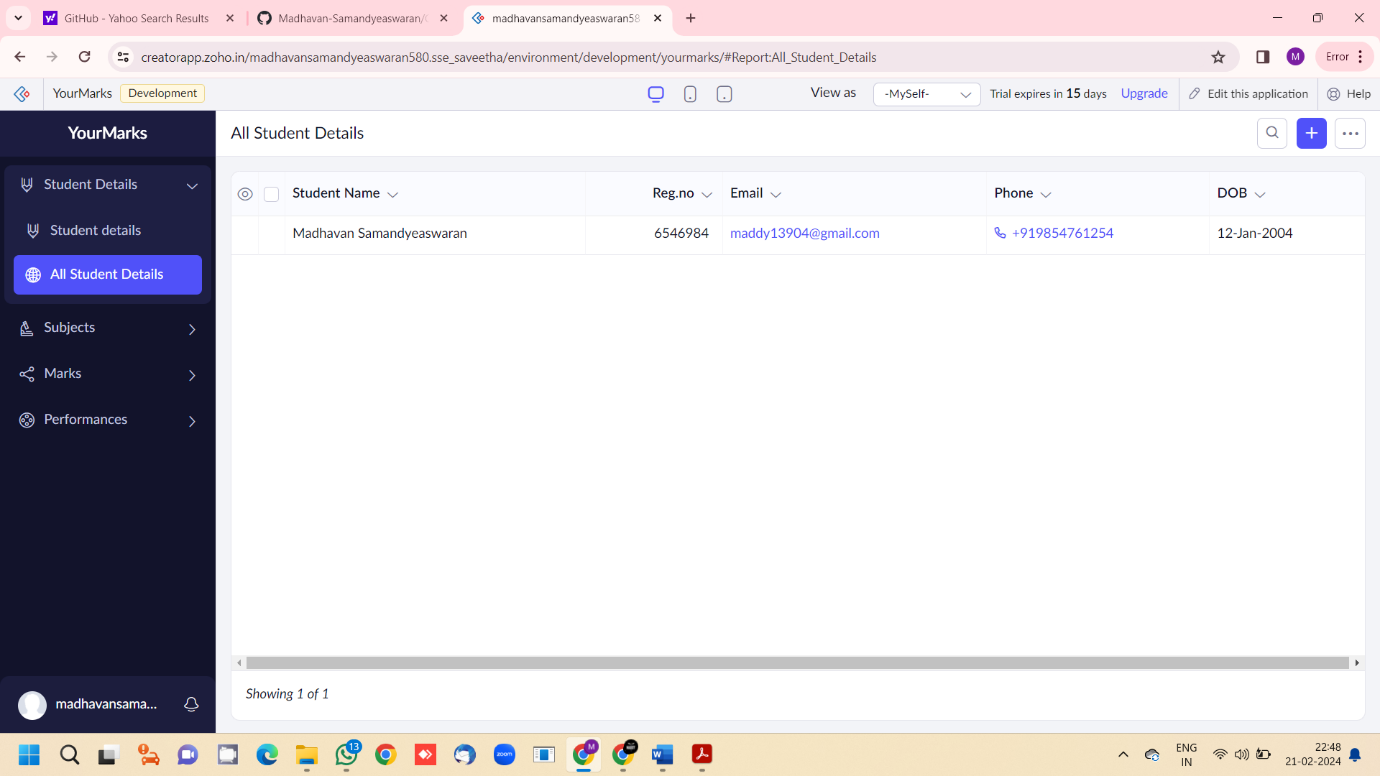 GitHub - Yahoo Search Results
Madhavan-Samandyeaswaran/
madhavansamandyeaswaran58
creatorapp.zoho.in/madhavansamandyeaswaran580.sse_saveetha/environment/development/yourmarks/#Report:All_Student_Details
M
Error
YourMarks
Development
View as
-MySelf-
Trial expires in 15 days
Upgrade
Edit this application
Help
YourMarks
All Student Details
Student Details
Student details
All Student Details
Subjects
Marks
Performances
Student Name
Reg.no
Email
Phone
DOB
Madhavan Samandyeaswaran
6546984
maddy13904@gmail.com
+919854761254
12-Jan-2004
Showing 1 of 1
madhavansama...
13
zoom
M
W
ENG
IN
22:48
21-02-2024